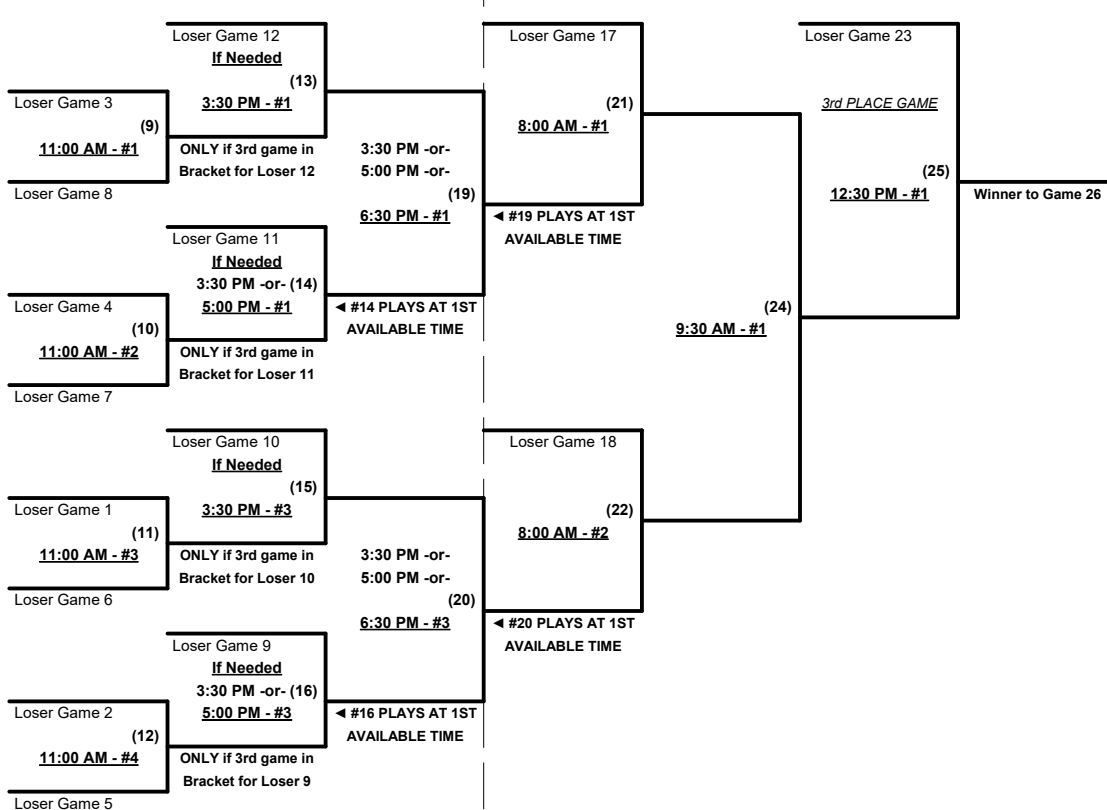 Loser Game 12
If Needed
(13)
3:30 PM - #1
Loser Game 3
(9)
11:00 AM - #1
ONLY if 3rd game in
Bracket for Loser 12
Loser Game 8
3:30 PM -or-
5:00 PM -or-
(19)
6:30 PM - #1
Loser Game 11
If Needed
3:30 PM -or- (14)
5:00 PM - #1
Loser Game 4
(10)
11:00 AM - #2
ONLY if 3rd game in
Bracket for Loser 11
Loser Game 7
◄ #14 PLAYS AT 1ST
AVAILABLE TIME
Loser Game 17
(21)
8:00 AM - #1
◄ #19 PLAYS AT 1ST
AVAILABLE TIME
Loser Game 23
3rd PLACE GAME
(25)
12:30 PM - #1
Winner to Game 26
(24)
9:30 AM - #1
Loser Game 10
If Needed
(15)
3:30 PM - #3
Loser Game 1
(11)
11:00 AM - #3
ONLY if 3rd game in
Bracket for Loser 10
Loser Game 6
3:30 PM -or-
5:00 PM -or-
(20)
6:30 PM - #3
Loser Game 9
If Needed
3:30 PM -or- (16)
5:00 PM - #3
Loser Game 2
(12)
11:00 AM - #4
ONLY if 3rd game in
Bracket for Loser 9
Loser Game 5
◄ #16 PLAYS AT 1ST
AVAILABLE TIME
Loser Game 18
(22)
8:00 AM - #2
◄ #20 PLAYS AT 1ST
AVAILABLE TIME